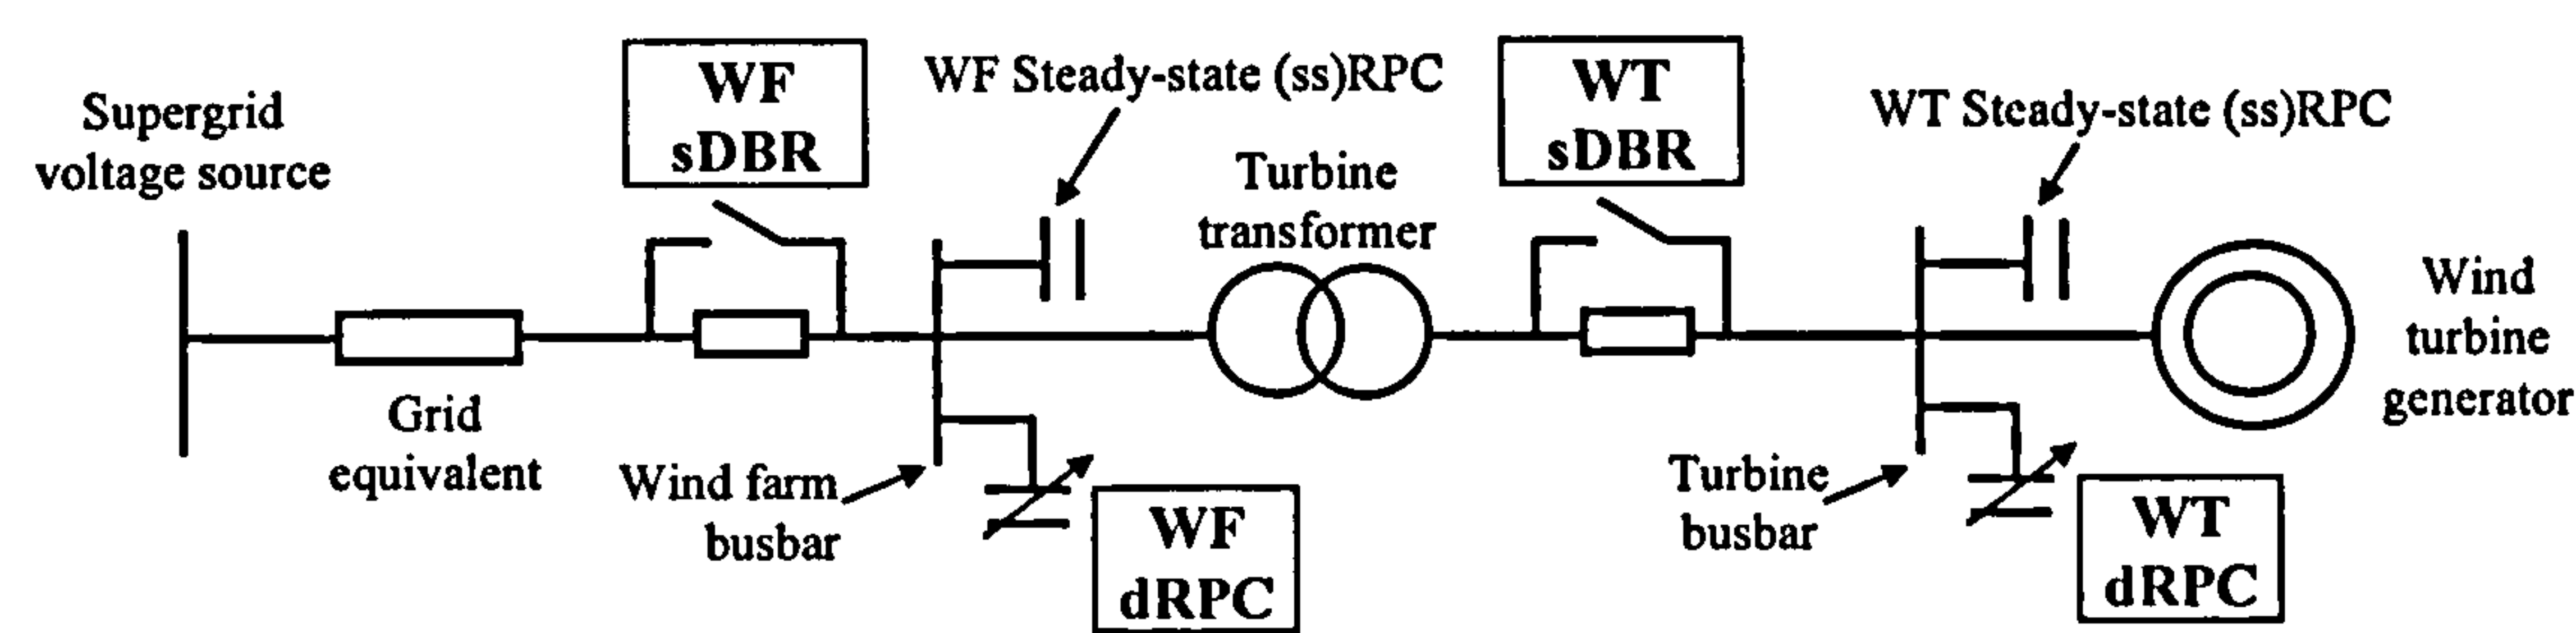 Supergrid
voltage source
Grid
equivalent
WF
sDBR
WF Steady-state (ss)RPC
Wind farm
busbar
WF
dRPC
Turbine
transformer
WT
sDBR
WT Steady-state (ss)RPC
Turbine
busbar
WT
dRPC
Wind
turbine
generator